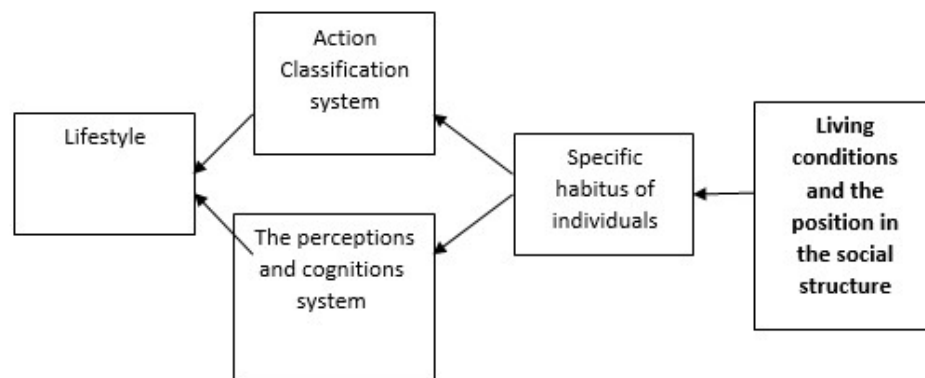 Action
Classification
system
Lifestyle
The perceptions
and cognitions
system
Specific
habitus of
individuals
Living
conditions
and the
position in
the social
structure